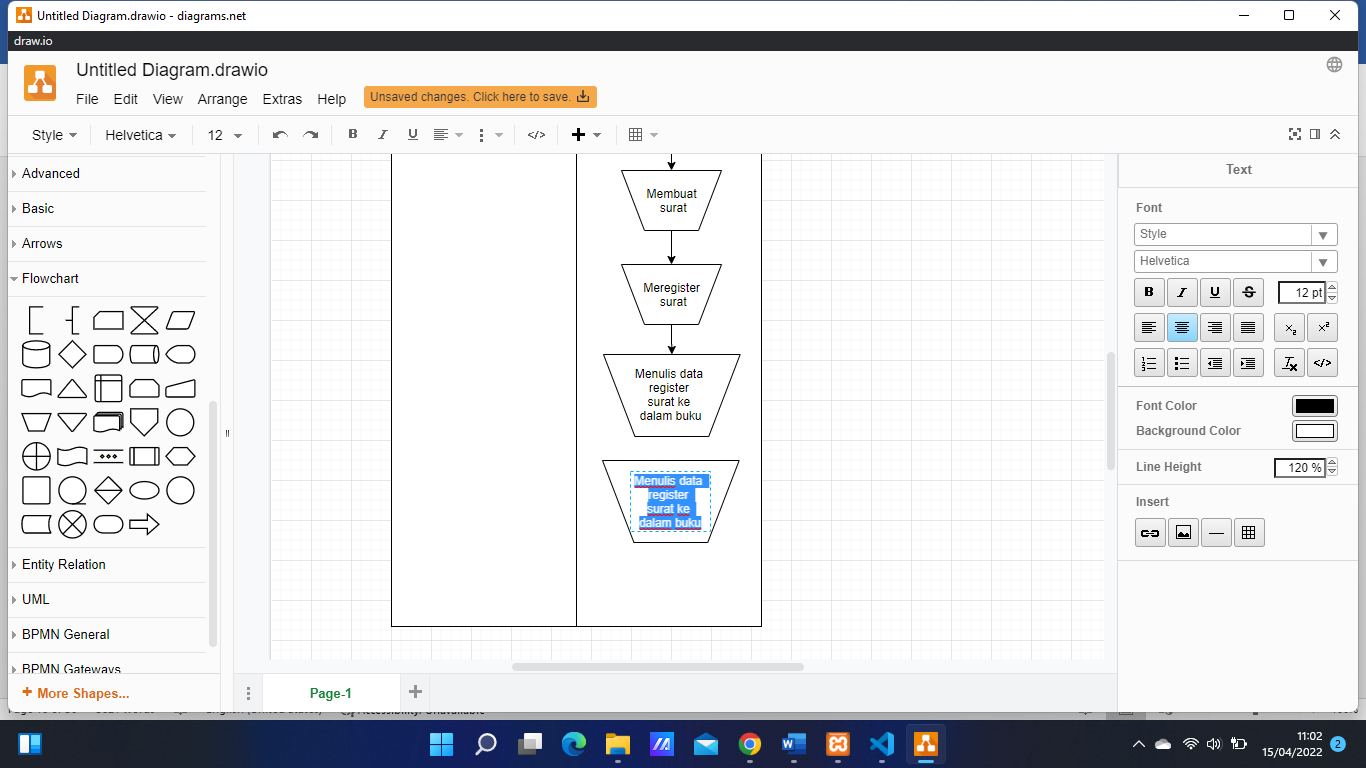 Untitled Diagram.drawio - diagrams.net
draw.io
Untitled Diagram.drawio
File Edit View Arrange Extras Help Unsaved changes. Click here to save.
Style Helvetica 12 B I U </>
Advanced
Basic
Arrows
Flowchart
Entity Relation
UML
BPMN General
BPMN Gateways
+ More Shapes...
Membuat
surat
Meregister
surat
Menulis data
register
surat ke
dalam buku
Menulis data
register
surat ke
dalam buku
Page-1
Text
Font
Style
Helvetica
B I U S 12 pt
Font Color
Background Color
Line Height 120 %
Insert
11:02
15/04/2022
2